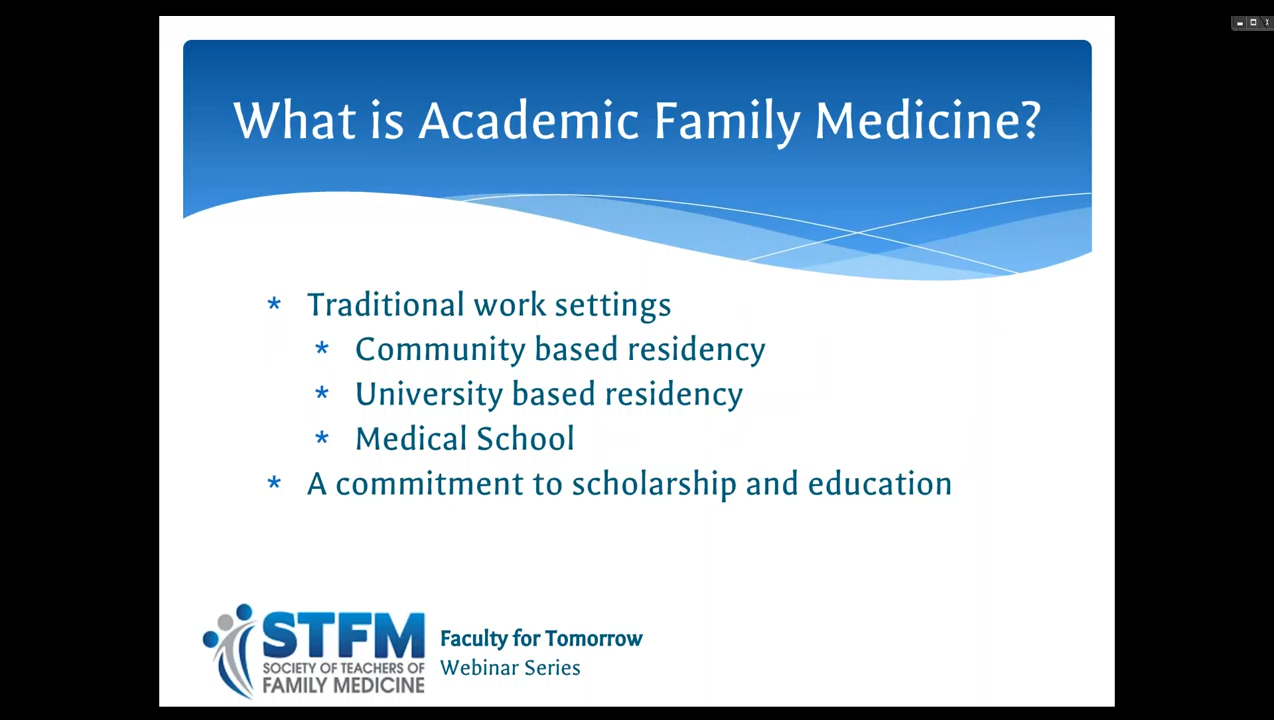 What is Academic Family Medicine?
* Traditional work settings
* Community based residency
* University based residency
* Medical School
* A commitment to scholarship and education
STFM
SOCIETY OF TEACHERS OF
FAMILY MEDICINE
Faculty for Tomorrow
Webinar Series